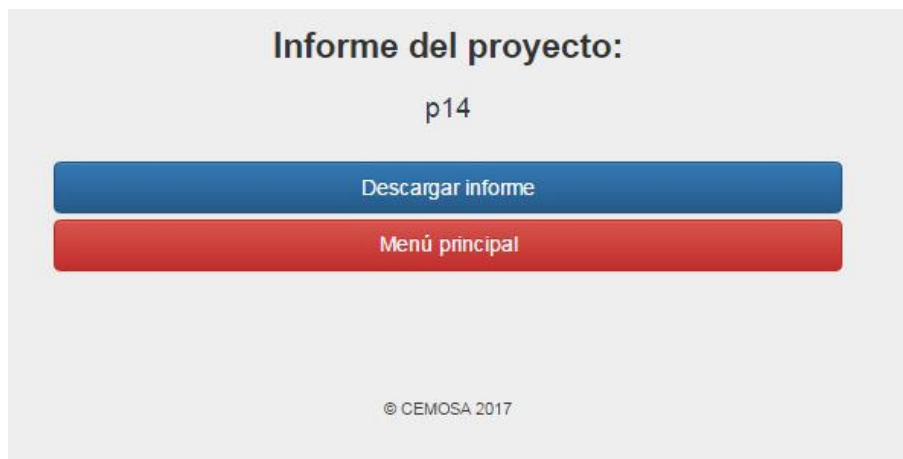 Informe del proyecto:
p14
Descargar informe
Menú principal
© CEMOSA 2017